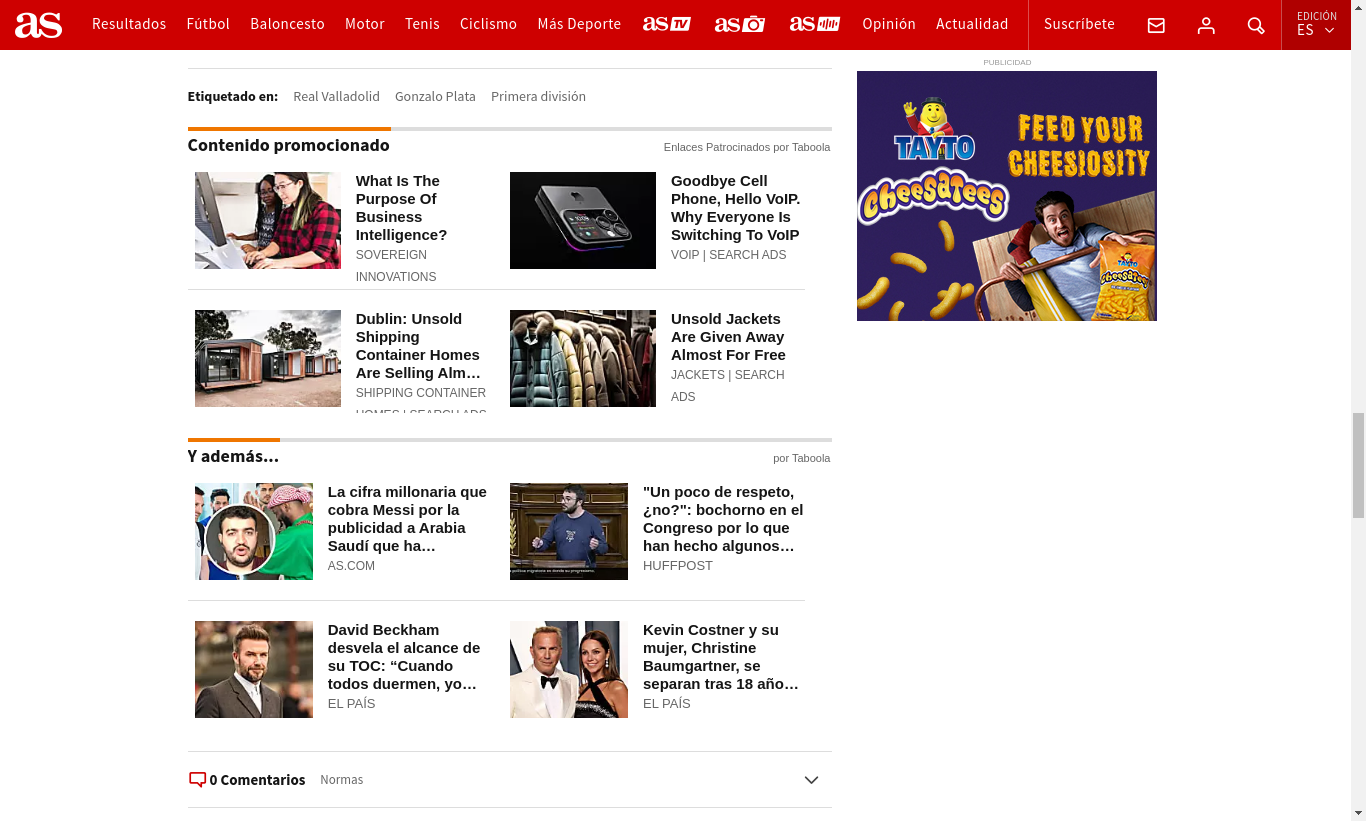 as Resultados Fútbol Baloncesto Motor Tenis Ciclismo Más Deporte as TV as as Opinión Actualidad Suscríbete EDICIÓN
ES
PUBLICIDAD
Etiquetado en: Real Valladolid Gonzalo Plata Primera división
Contenido promocionado
Enlaces Patrocinados por Taboola
What Is The
Purpose Of
Business
Intelligence?
SOVEREIGN
INNOVATIONS
Goodbye Cell
Phone, Hello VoIP.
Why Everyone Is
Switching To VoIP
VOIP | SEARCH ADS
Dublin: Unsold
Shipping
Container Homes
Are Selling Alm…
SHIPPING CONTAINER
HOMES | SEARCH ADS
Unsold Jackets
Are Given Away
Almost For Free
JACKETS | SEARCH
ADS
Y además...
por Taboola
La cifra millonaria que
cobra Messi por la
publicidad a Arabia
Saudí que ha…
AS.COM
"Un poco de respeto,
¿no?": bochorno en el
Congreso por lo que
han hecho algunos…
HUFFPOST
David Beckham
desvela el alcance de
su TOC: “Cuando
todos duermen, yo…
EL PAÍS
Kevin Costner y su
mujer, Christine
Baumgartner, se
separan tras 18 año…
EL PAÍS
0 Comentarios Normas
TAYTO
FEED YOUR
CHEESIOSITY
Cheesatees
TAYTO
Cheesatees